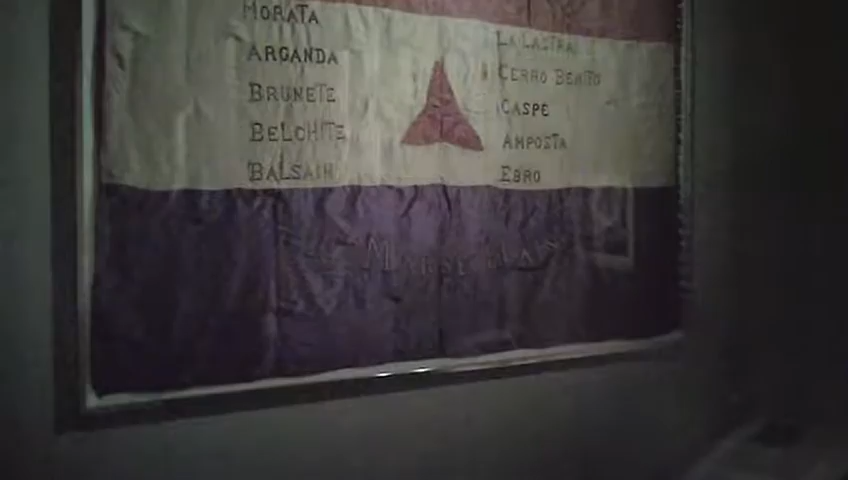 MORATA
ARGANDA
BRUNETE
BELCHITE
BALSAIN
LA LASTRA
CERRO BENITO
CASPE
AMPOSTA
EBRO